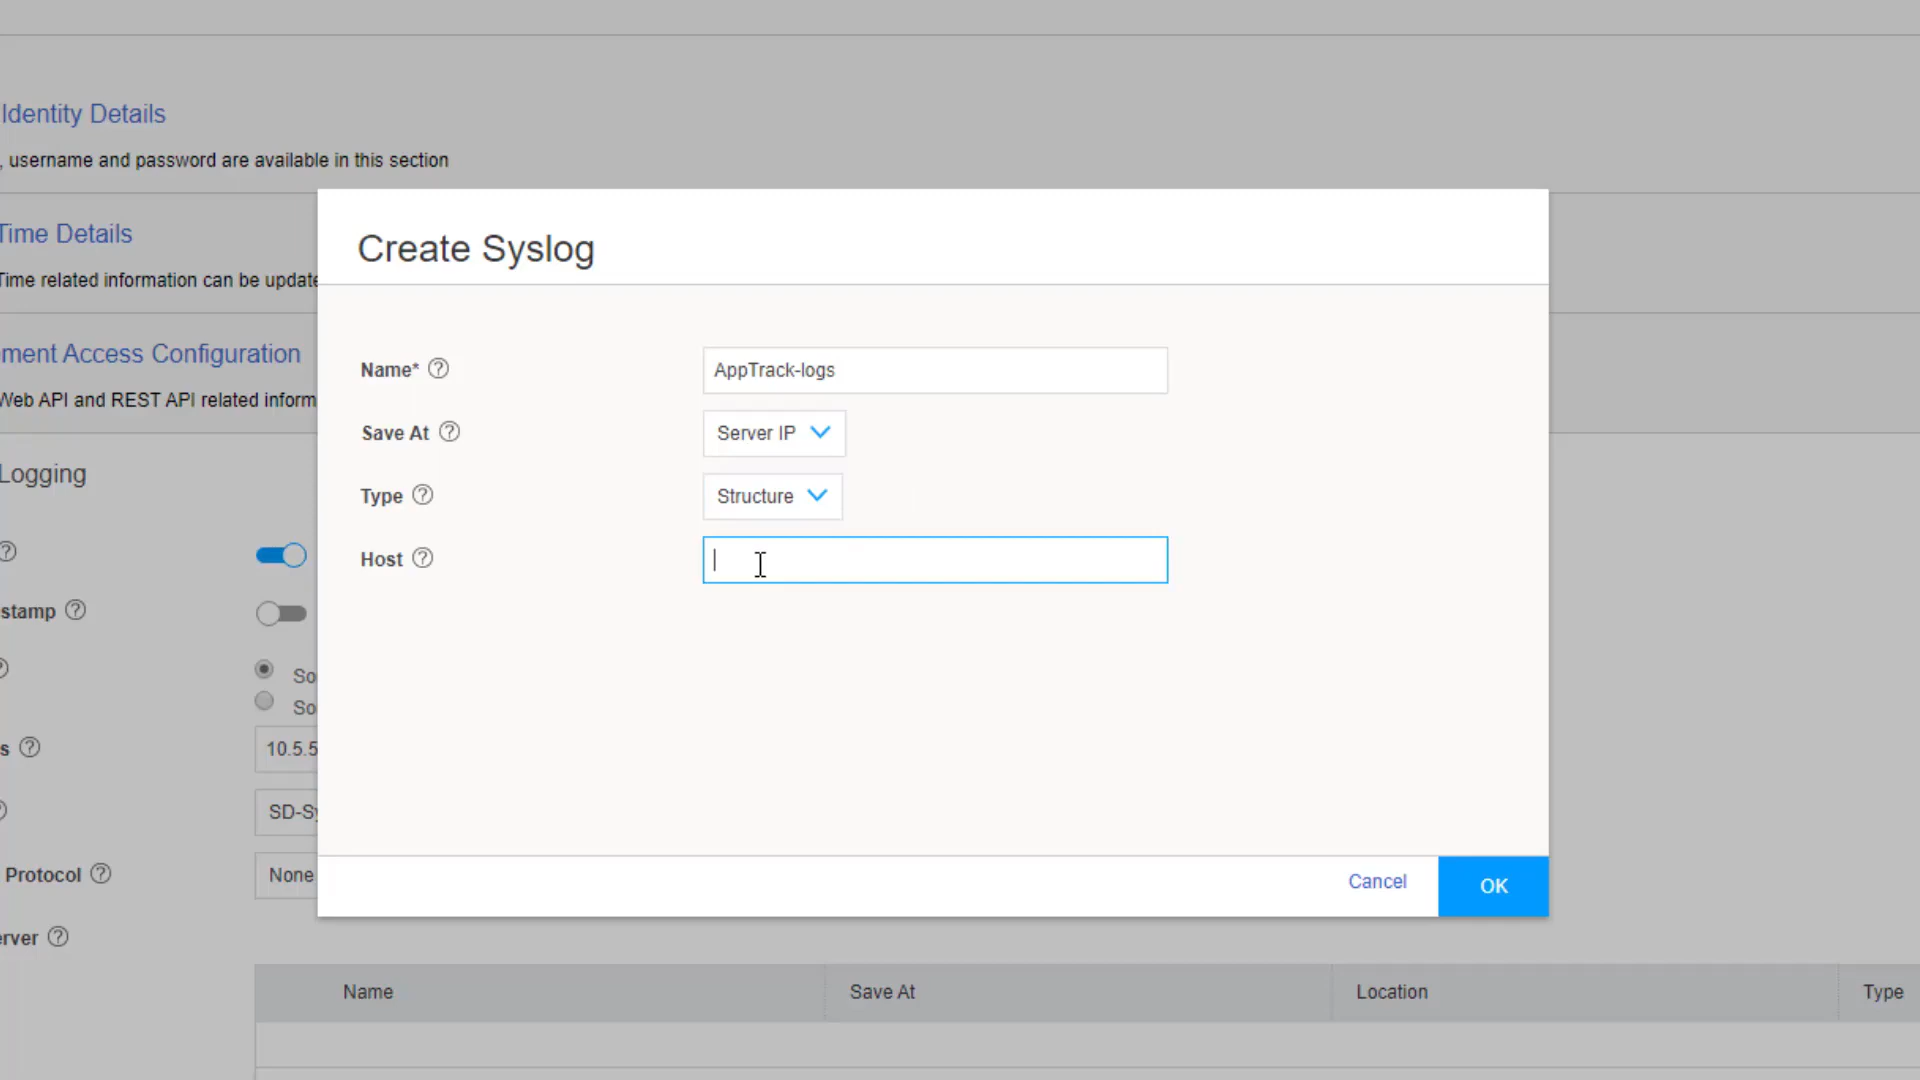 Identity Details
, username and password are available in this section
Time Details
Time related information can be update
ment Access Configuration
Web API and REST API related inform
Logging
stamp
So
So
s
10.5.5
SD-Sy
Protocol
None
erver
Name
Save At
Location
Type
Create Syslog
Name*
AppTrack-logs
Save At
Server IP
Type
Structure
Host
Cancel
OK